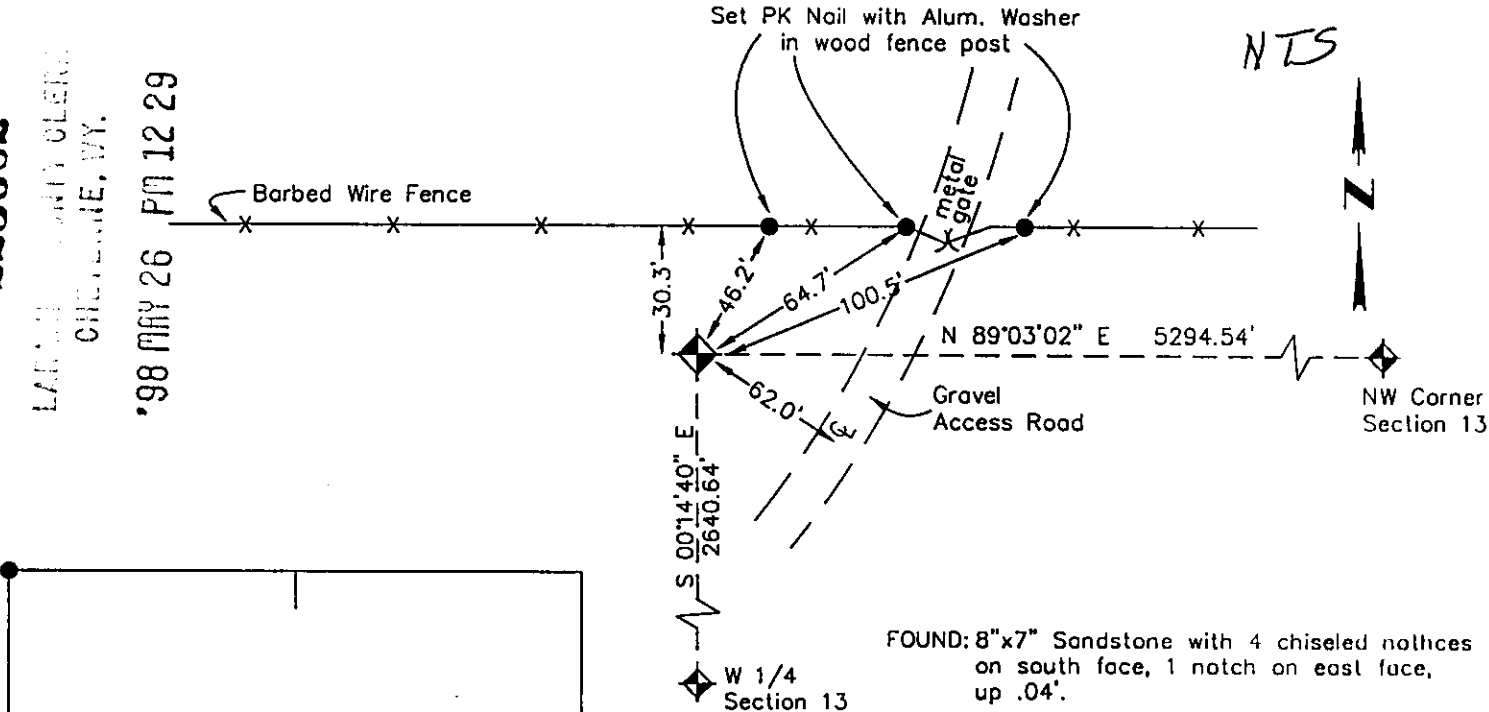 Set PK Nail with Alum. Washer
in wood fence post
NTS
CHEYENNE, WY.
'98 MAY 26 PM 12 29
Barbed Wire Fence
metal
gate
N
30.3'
46.2'
64.7'
100.5'
N 89°03'02" E 5294.54'
62.0'
℄
Gravel
Access Road
NW Corner
Section 13
S 00°14'40" E
2640.64'
W 1/4
Section 13
FOUND: 8"x7" Sandstone with 4 chiseled nothces
on south face, 1 notch on east face,
up .04'.